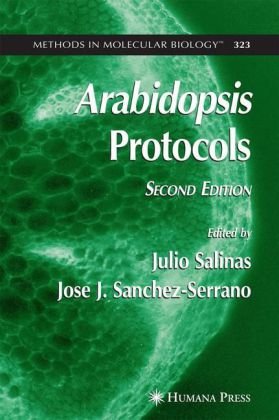 METHODS IN MOLECULAR BIOLOGY™ 323
Arabidopsis
Protocols
SECOND EDITION
Edited by
Julio Salinas
Jose J. Sanchez-Serrano
HUMANA PRESS